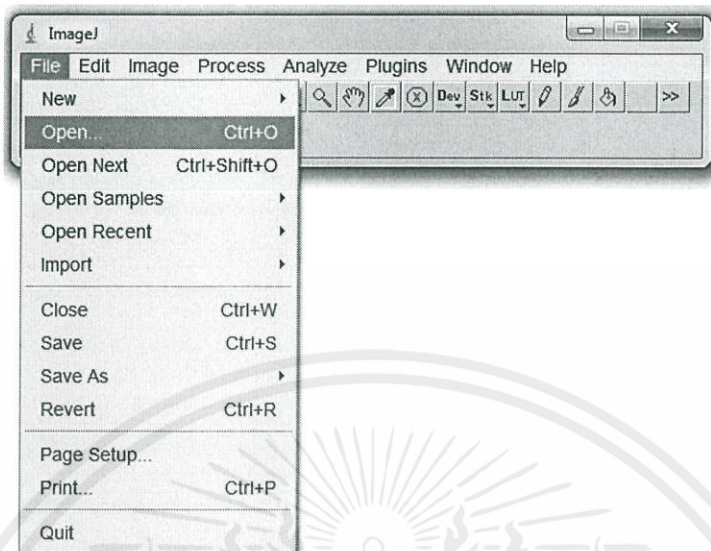 ImageJ
File Edit Image Process Analyze Plugins Window Help
New
Dev Stk LUT >>
Open... Ctrl+O
Open Next Ctrl+Shift+O
Open Samples
Open Recent
Import
Close Ctrl+W
Save Ctrl+S
Save As
Revert Ctrl+R
Page Setup...
Print... Ctrl+P
Quit